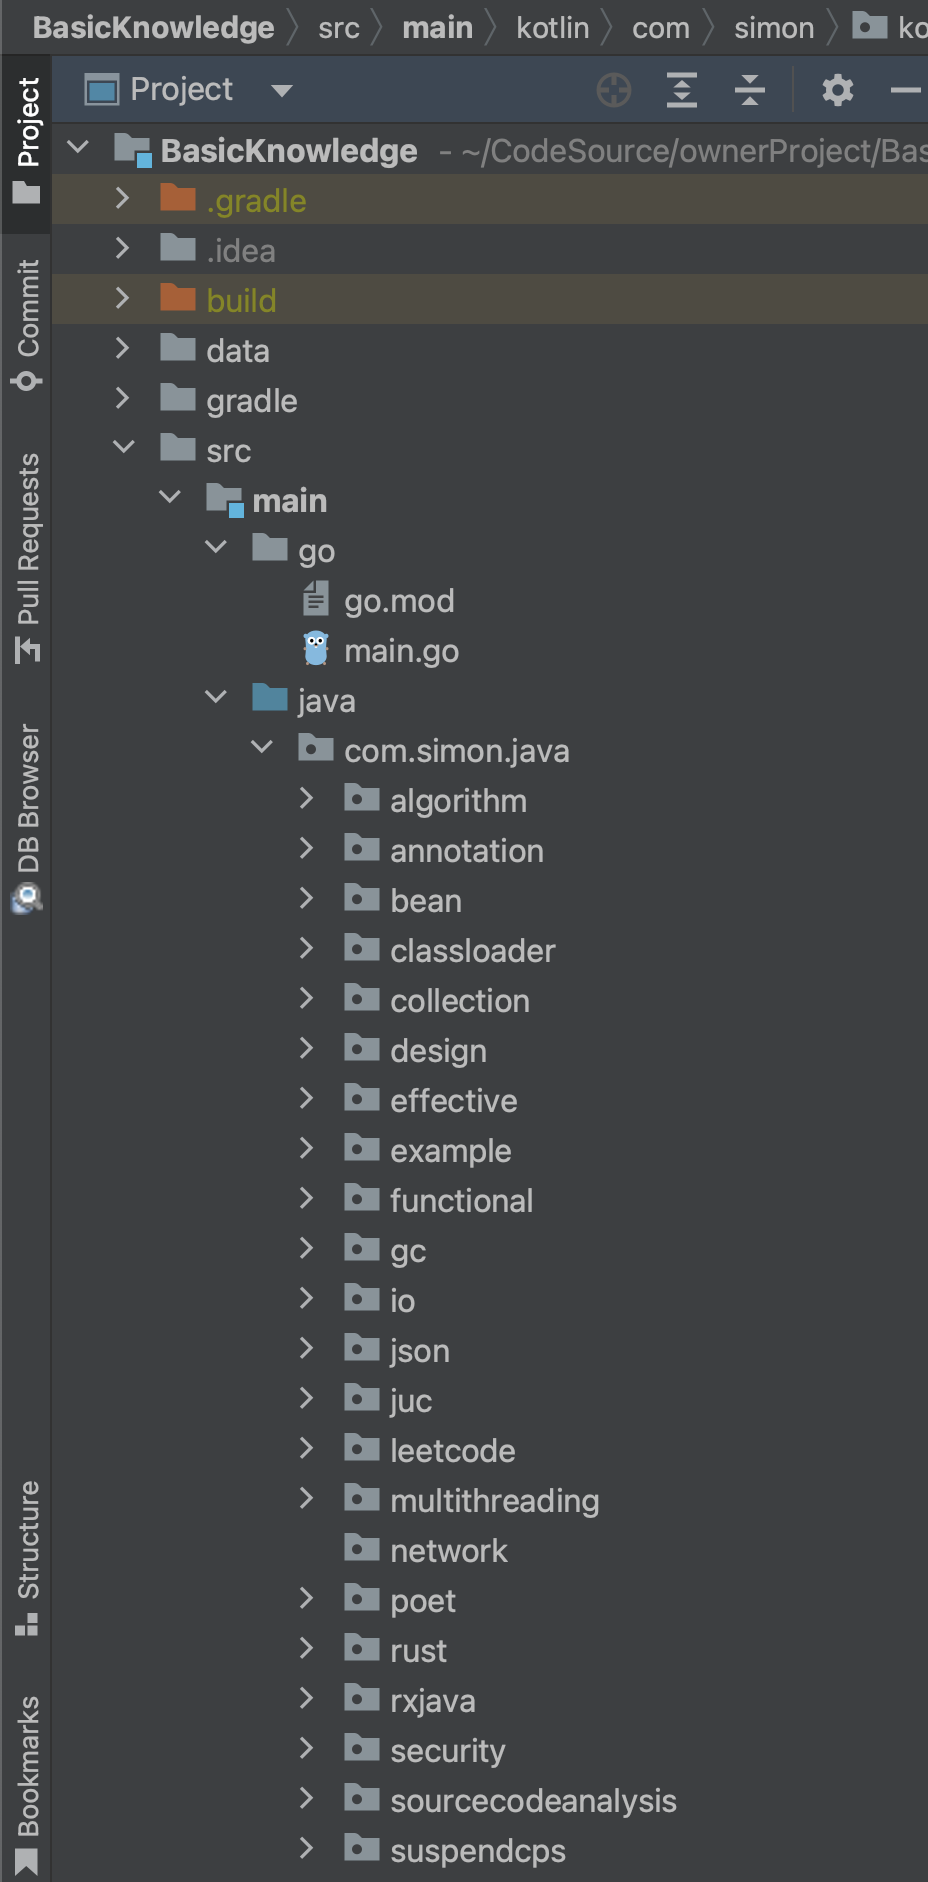 BasicKnowledge src main kotlin com simon
Project
Project
Commit
Pull Requests
DB Browser
Structure
Bookmarks
BasicKnowledge - ~/CodeSource/ownerProject/Bas
.gradle
.idea
build
data
gradle
src
main
go
go.mod
main.go
java
com.simon.java
algorithm
annotation
bean
classloader
collection
design
effective
example
functional
gc
io
json
juc
leetcode
multithreading
network
poet
rust
rxjava
security
sourcecodeanalysis
suspendcps